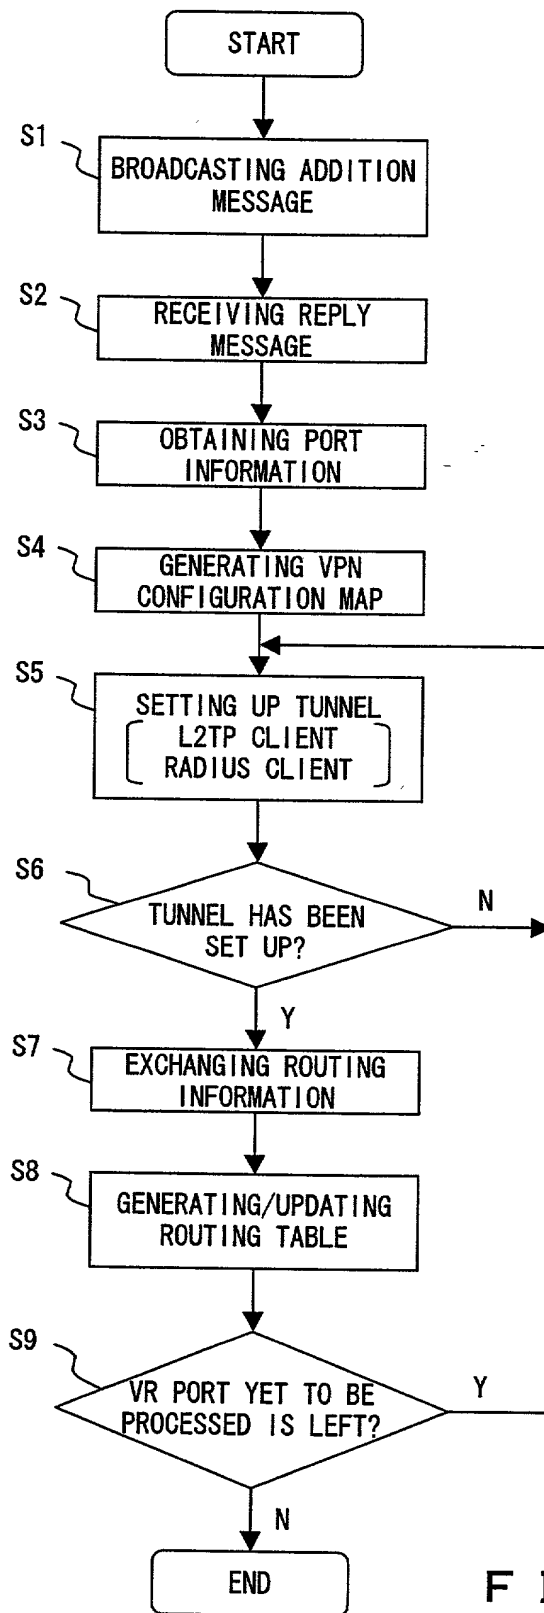 START
S1
BROADCASTING ADDITION
MESSAGE
S2
RECEIVING REPLY
MESSAGE
S3
OBTAINING PORT
INFORMATION
S4
GENERATING VPN
CONFIGURATION MAP
S5
SETTING UP TUNNEL
L2TP CLIENT
RADIUS CLIENT
S6
TUNNEL HAS BEEN
SET UP?
N
Y
S7
EXCHANGING ROUTING
INFORMATION
S8
GENERATING/UPDATING
ROUTING TABLE
S9
VR PORT YET TO BE
PROCESSED IS LEFT?
Y
N
END